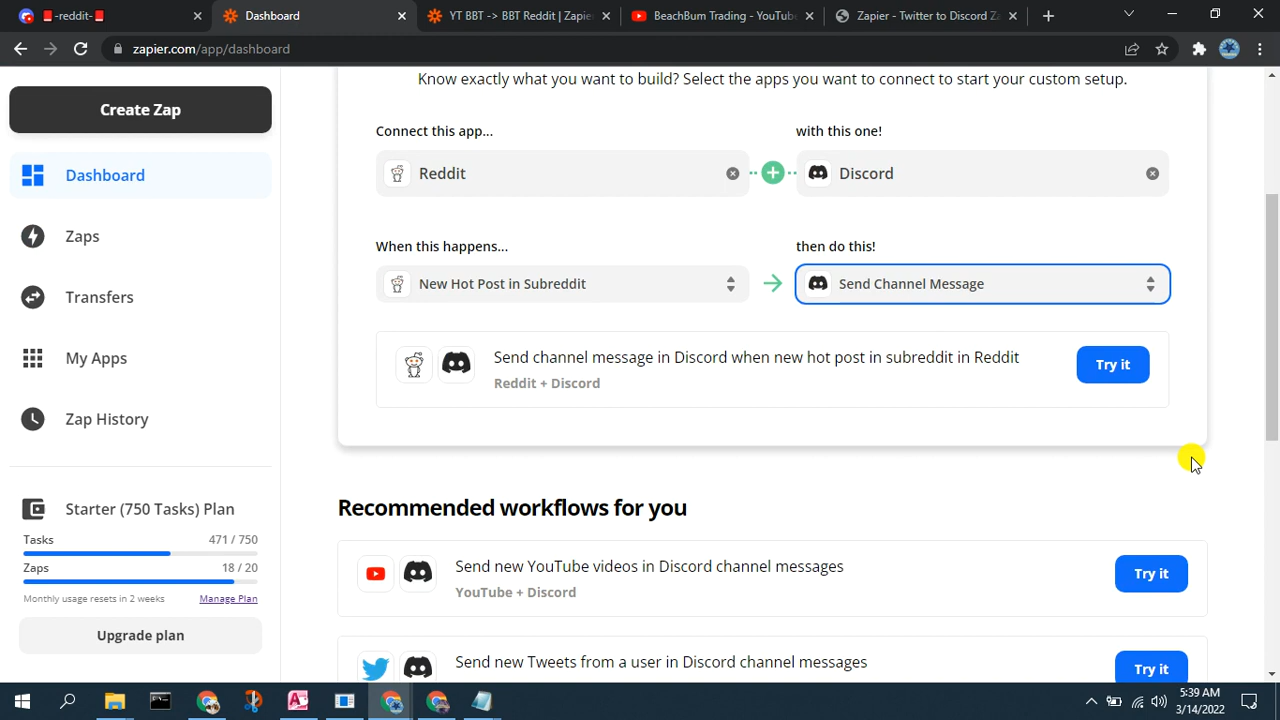 -reddit-
Dashboard
YT BBT -> BBT Reddit | Zapie
BeachBum Trading - YouTube
Zapier - Twitter to Discord Za
zapier.com/app/dashboard
Create Zap
Dashboard
Zaps
Transfers
My Apps
Zap History
Starter (750 Tasks) Plan
Tasks 471 / 750
Zaps 18 / 20
Monthly usage resets in 2 weeks Manage Plan
Upgrade plan
Know exactly what you want to build? Select the apps you want to connect to start your custom setup.
Connect this app... with this one!
Reddit Discord
When this happens... then do this!
New Hot Post in Subreddit Send Channel Message
Send channel message in Discord when new hot post in subreddit in Reddit
Reddit + Discord
Try it
Recommended workflows for you
Send new YouTube videos in Discord channel messages
YouTube + Discord
Try it
Send new Tweets from a user in Discord channel messages
Try it
5:39 AM
3/14/2022